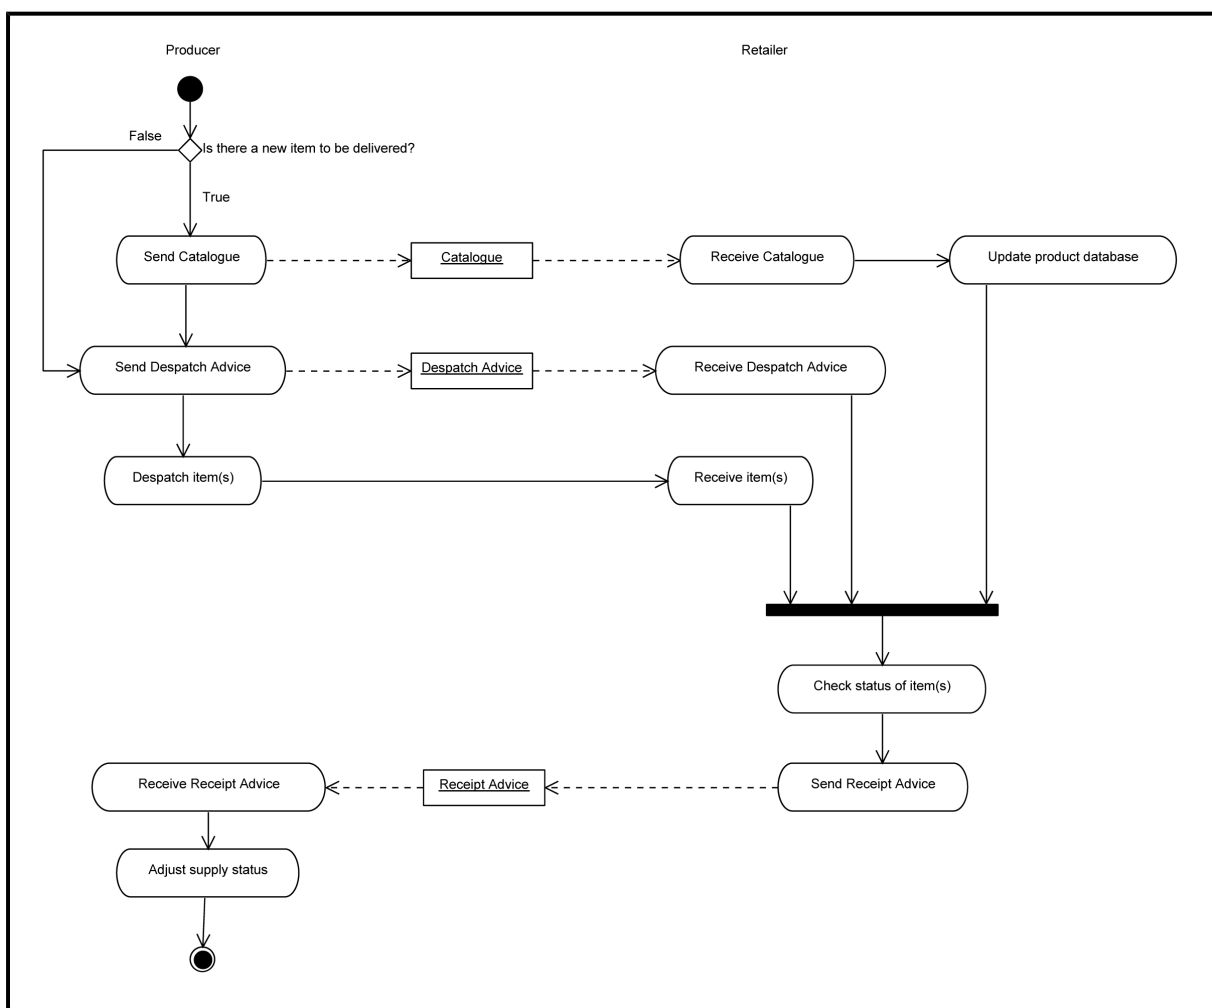 Producer
Retailer
False
Is there a new item to be delivered?
True
Send Catalogue
Catalogue
Receive Catalogue
Update product database
Send Despatch Advice
Despatch Advice
Receive Despatch Advice
Despatch item(s)
Receive item(s)
Check status of item(s)
Receive Receipt Advice
Receipt Advice
Send Receipt Advice
Adjust supply status